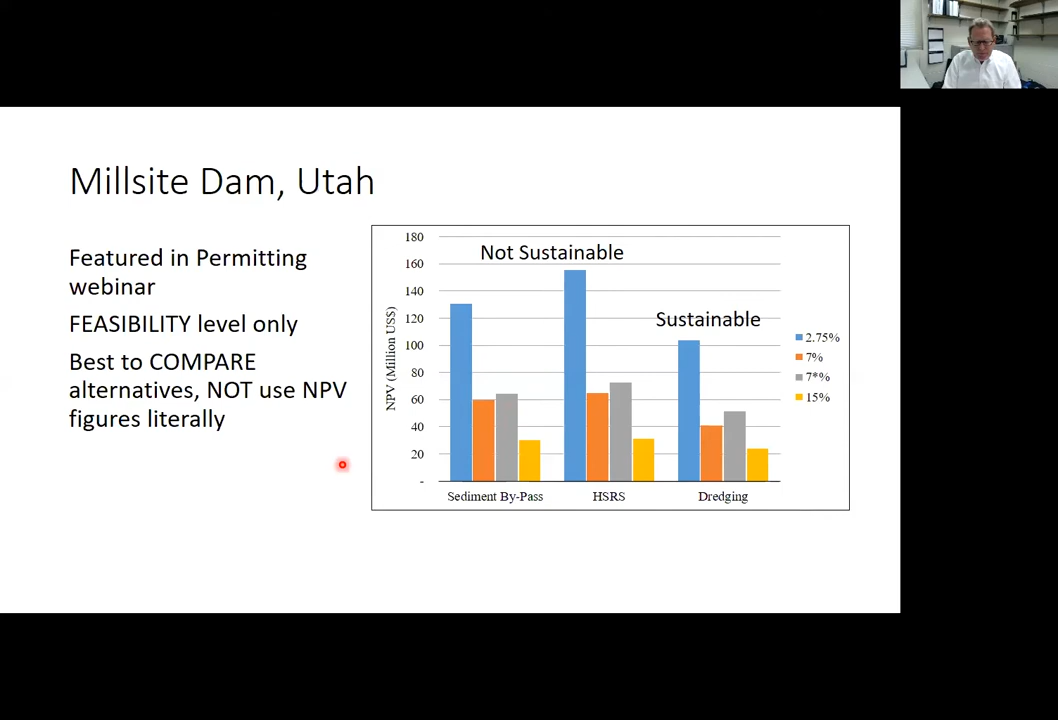 Millsite Dam, Utah
Featured in Permitting
webinar
FEASIBILITY level only
Best to COMPARE
alternatives, NOT use NPV
figures literally
Not Sustainable
Sustainable
NPV (Million US$)
180
160
140
120
100
80
60
40
20
-
Sediment By-Pass
HSRS
Dredging
2.75%
7%
7*%
15%